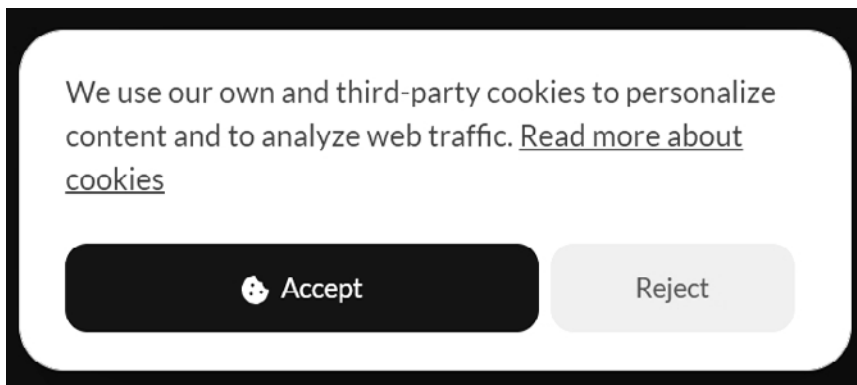 We use our own and third-party cookies to personalize
content and to analyze web traffic. Read more about
cookies
Accept
Reject